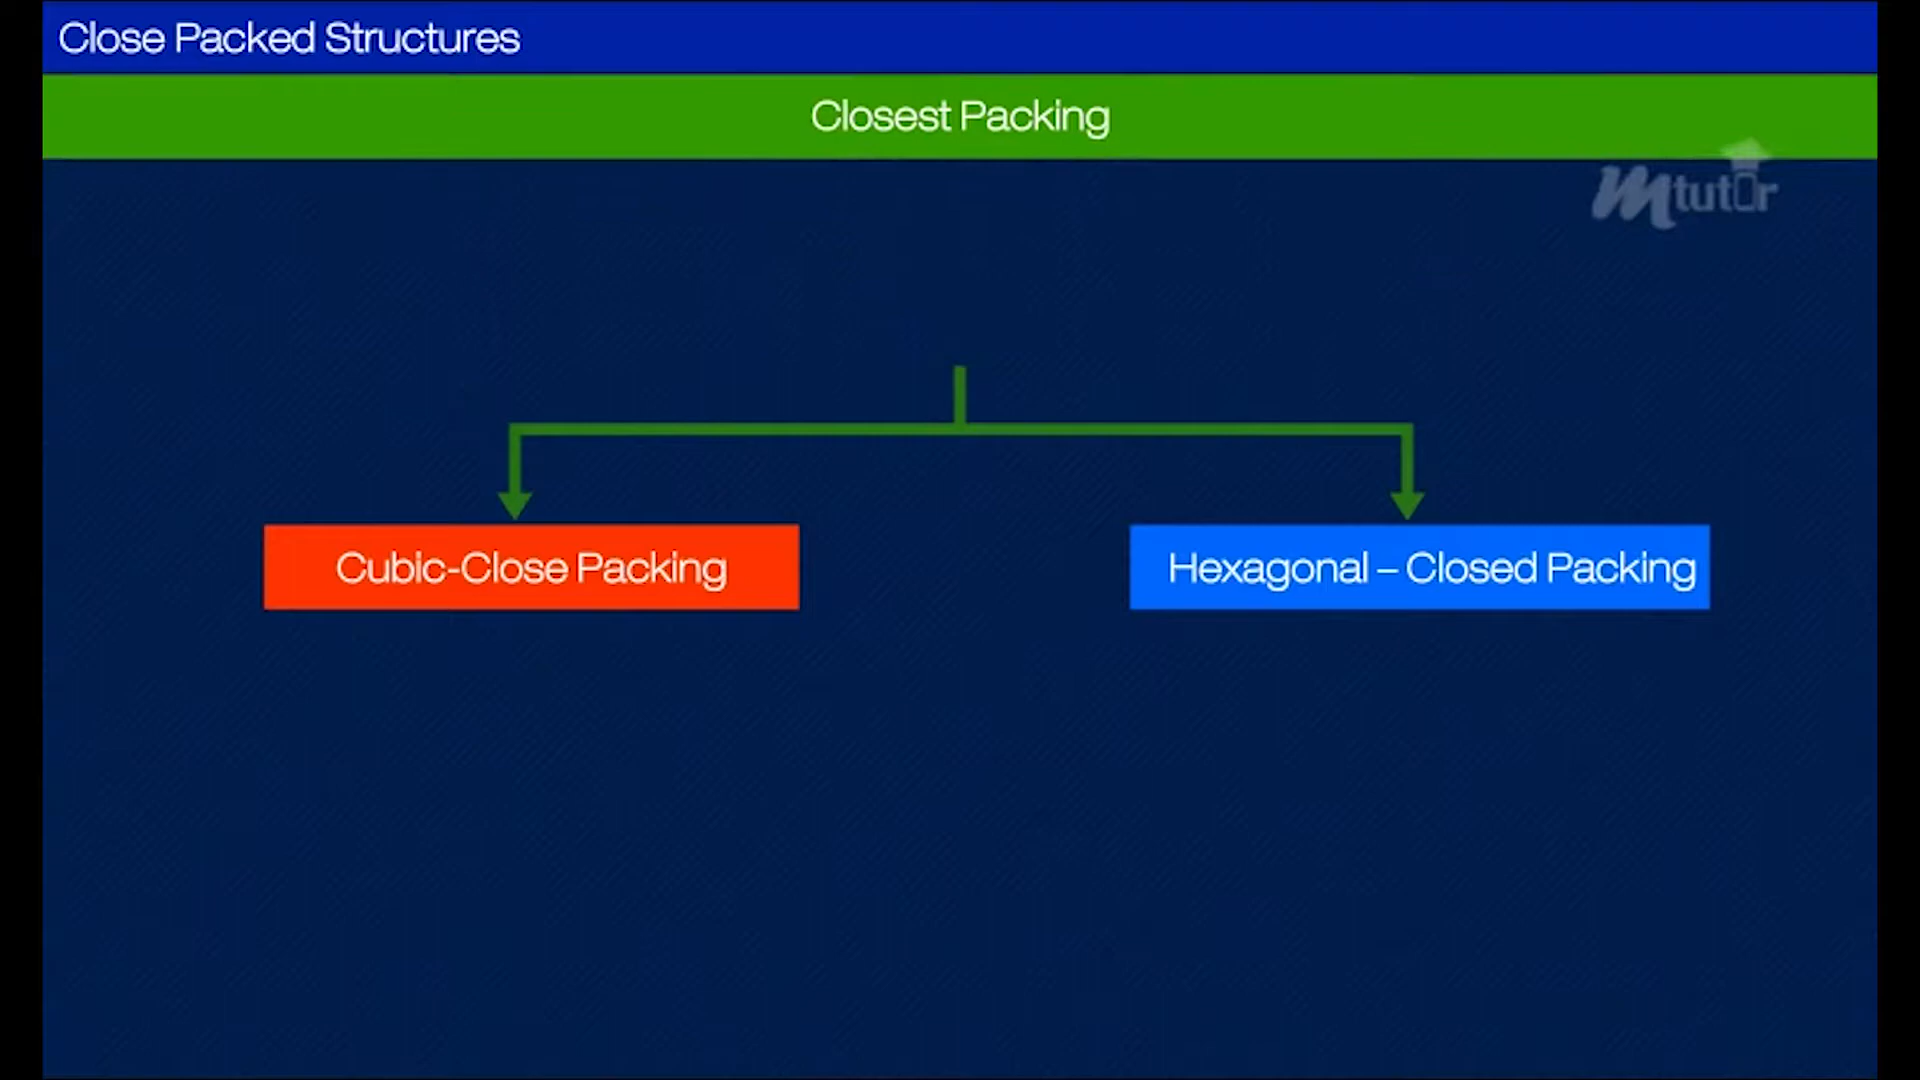 Close Packed Structures
Closest Packing
Mtutor
Cubic-Close Packing
Hexagonal – Closed Packing